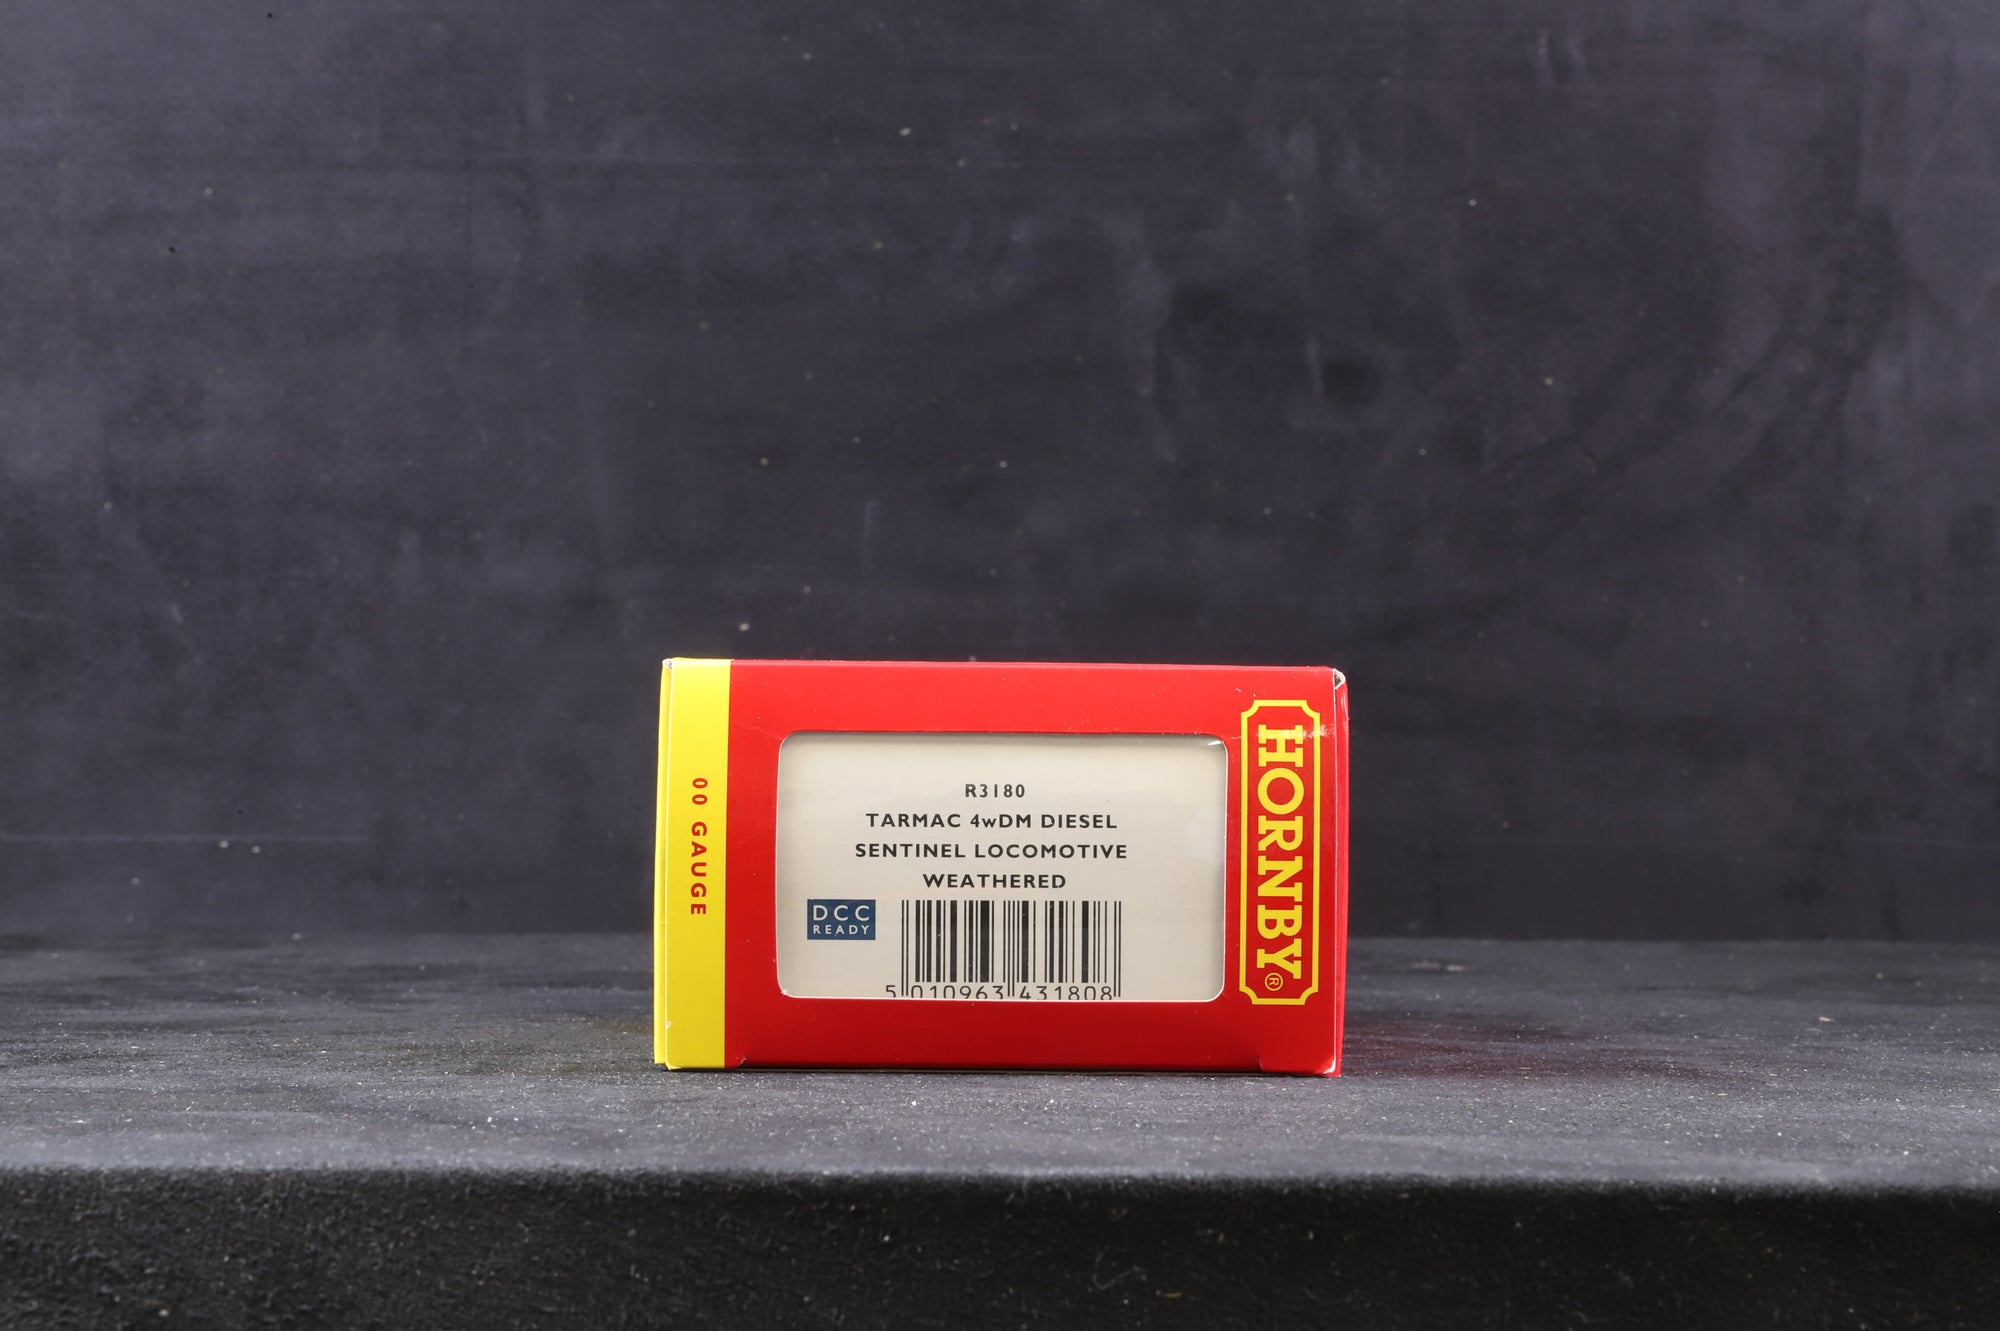 00 GAUGE
R3180
TARMAC 4wDM DIESEL
SENTINEL LOCOMOTIVE
WEATHERED
DCC
READY
5 010963 431808
HORNBY®